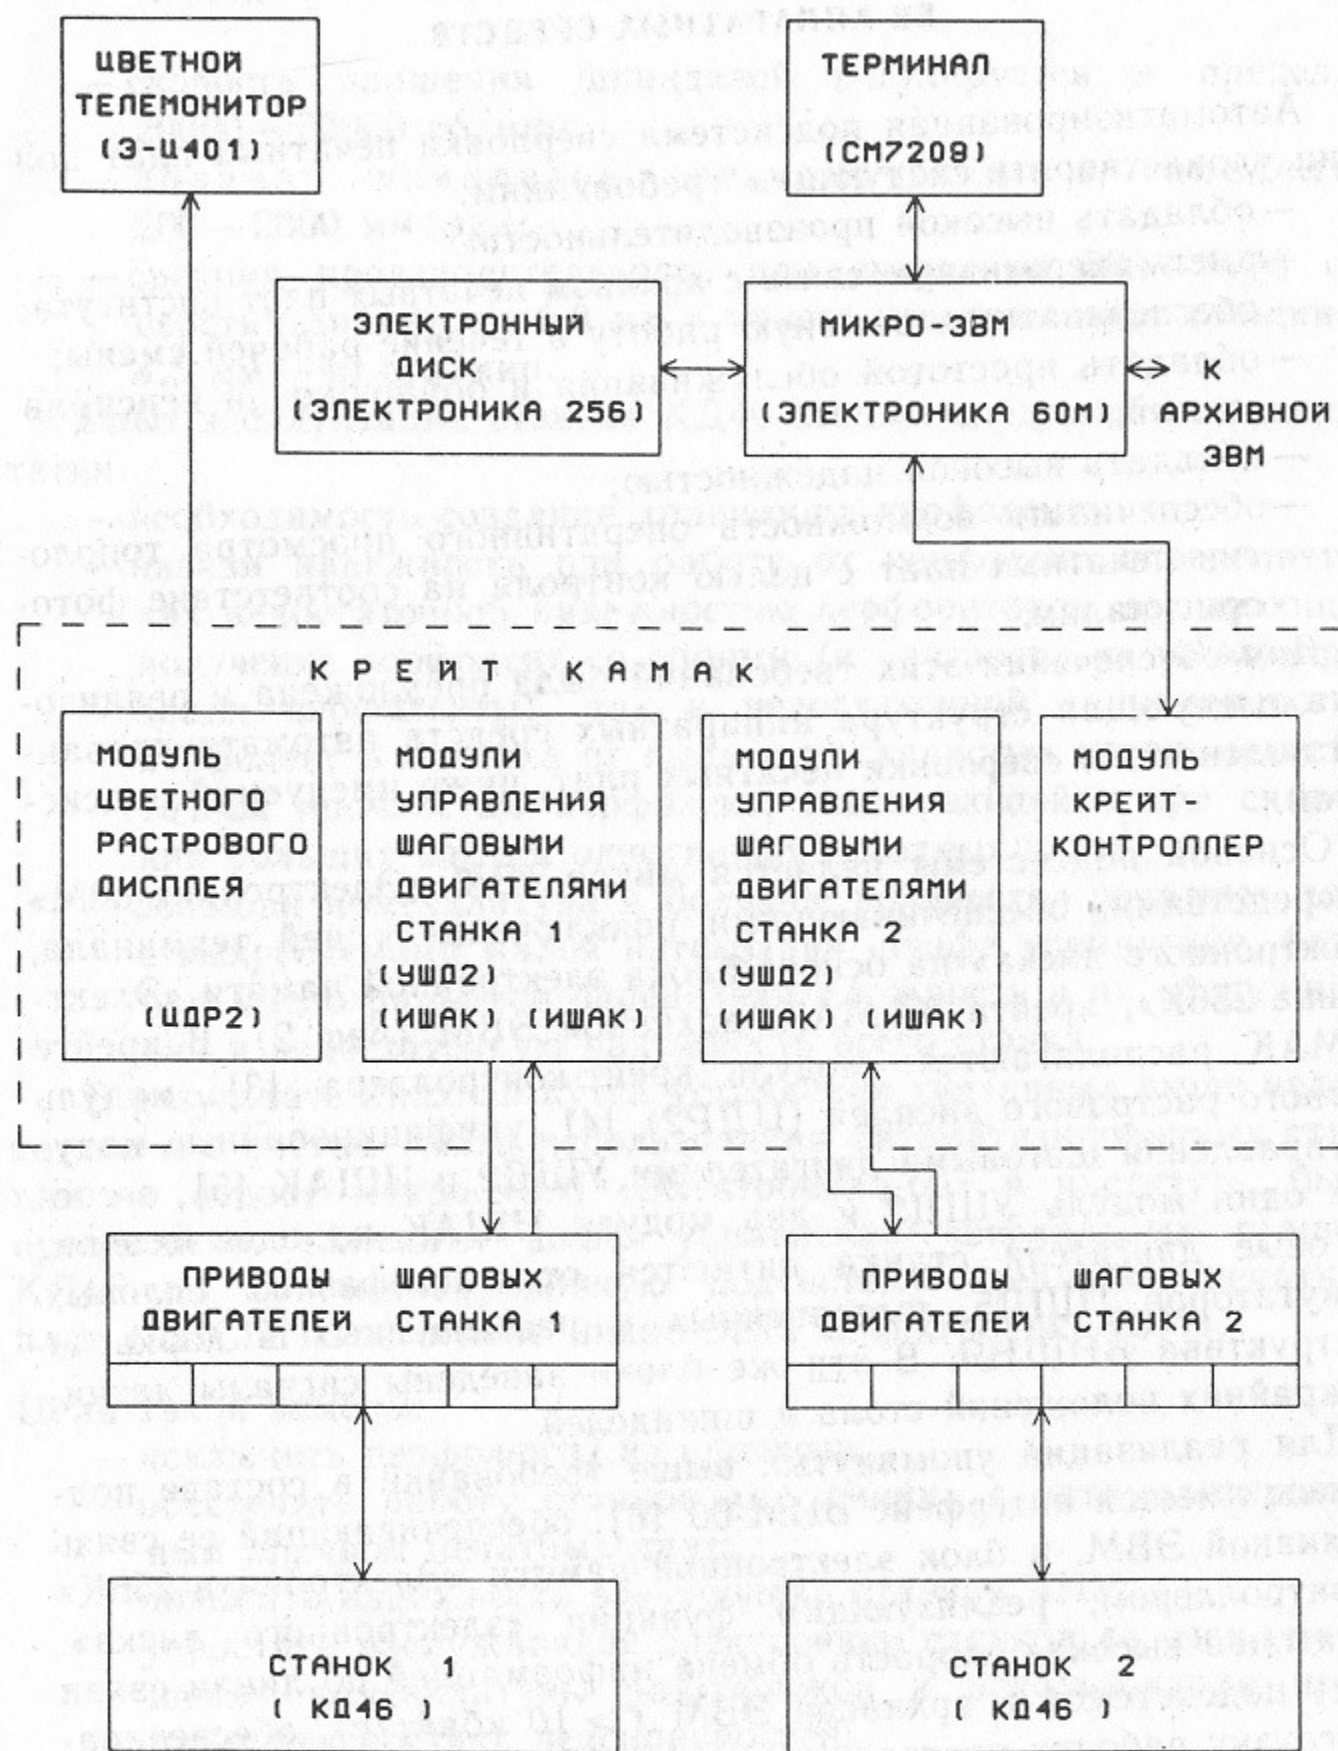 ЦВЕТНОЙ
ТЕЛЕМОНИТОР
(Э-Ц401)
ТЕРМИНАЛ
(СМ7209)
ЭЛЕКТРОННЫЙ
ДИСК
(ЭЛЕКТРОНИКА 256)
МИКРО-ЭВМ
(ЭЛЕКТРОНИКА 60М)
К
АРХИВНОЙ
ЭВМ
КРЕЙТ КАМАК
МОДУЛЬ
ЦВЕТНОГО
РАСТРОВОГО
ДИСПЛЕЯ
(ЦДР2)
МОДУЛИ
УПРАВЛЕНИЯ
ШАГОВЫМИ
ДВИГАТЕЛЯМИ
СТАНКА 1
(УШД2)
(ИШАК) (ИШАК)
МОДУЛИ
УПРАВЛЕНИЯ
ШАГОВЫМИ
ДВИГАТЕЛЯМИ
СТАНКА 2
(УШД2)
(ИШАК) (ИШАК)
МОДУЛЬ
КРЕЙТ-
КОНТРОЛЛЕР
ПРИВОДЫ ШАГОВЫХ
ДВИГАТЕЛЕЙ СТАНКА 1
ПРИВОДЫ ШАГОВЫХ
ДВИГАТЕЛЕЙ СТАНКА 2
СТАНОК 1
( КД46 )
СТАНОК 2
( КД46 )